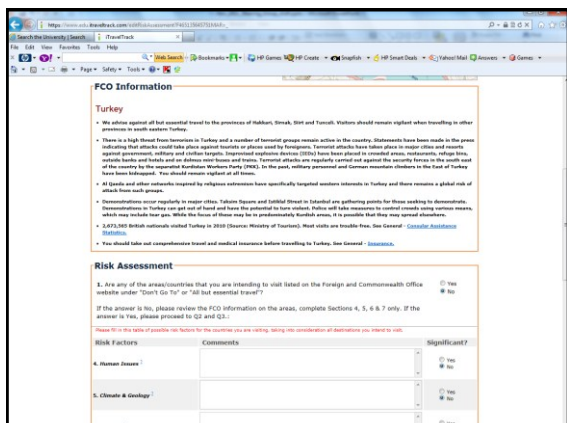 Search the University | Search
iTravelTrack
File Edit View Favorites Tools Help
Web Search Bookmarks HP Games HP Create Snapfish HP Smart Deals Yahoo! Mail Answers Games
Page Safety Tools
FCO Information
Turkey
• We advise against all but essential travel to the provinces of Hakkari, Sirnak, Siirt and Tunceli. Visitors should remain vigilant when travelling in other
provinces in south eastern Turkey.
• There is a high threat from terrorism in Turkey and a number of terrorist groups remain active in the country. Statements have been made in the press
indicating that attacks could take place against tourists or places used by foreigners. Terrorist attacks have taken place in major cities and resorts
against government, military and civilian targets. Improvised explosive devices (IEDs) have been placed in crowded areas, restaurants, refuge bins,
outside banks and hotels and on dolmus mini-buses and trains. Terrorist attacks are regularly carried out against the security forces in the south east
of the country by the separatist Kurdistan Workers Party (PKK). In the past, military personnel and German mountain climbers in the East of Turkey
have been kidnapped. You should remain vigilant at all times.
• Al Qaeda and other networks inspired by religious extremism have specifically targeted western interests in Turkey and there remains a global risk of
attack from such groups.
• Demonstrations occur regularly in major cities. Taksim Square and Istiklal Street in Istanbul are gathering points for those seeking to demonstrate.
Demonstrations in Turkey can get out of hand and have the potential to turn violent. Police will take measures to control crowds using various means,
which may include tear gas. While the focus of these may be in predominately Kurdish areas, it is possible that they may spread elsewhere.
• 2,673,585 British nationals visited Turkey in 2010 (Source: Ministry of Tourism). Most visits are trouble-free. See General - Consular Assistance
Statistics.
• You should take out comprehensive travel and medical insurance before travelling to Turkey. See General - Insurance.
Risk Assessment
1. Are any of the areas/countries that you are intending to visit listed on the Foreign and Commonwealth Office
website under "Don't Go To" or "All but essential travel"?
Yes
No
If the answer is No, please review the FCO information on the areas, complete Sections 4, 5, 6 & 7 only. If the
answer is Yes, please proceed to Q2 and Q3.:
Please fill in this table of possible risk factors for the countries you are visiting, taking into consideration all destinations you intend to visit.
Risk Factors Comments Significant?
4. Human Issues ?
Yes
No
5. Climate & Geology ?
Yes
No